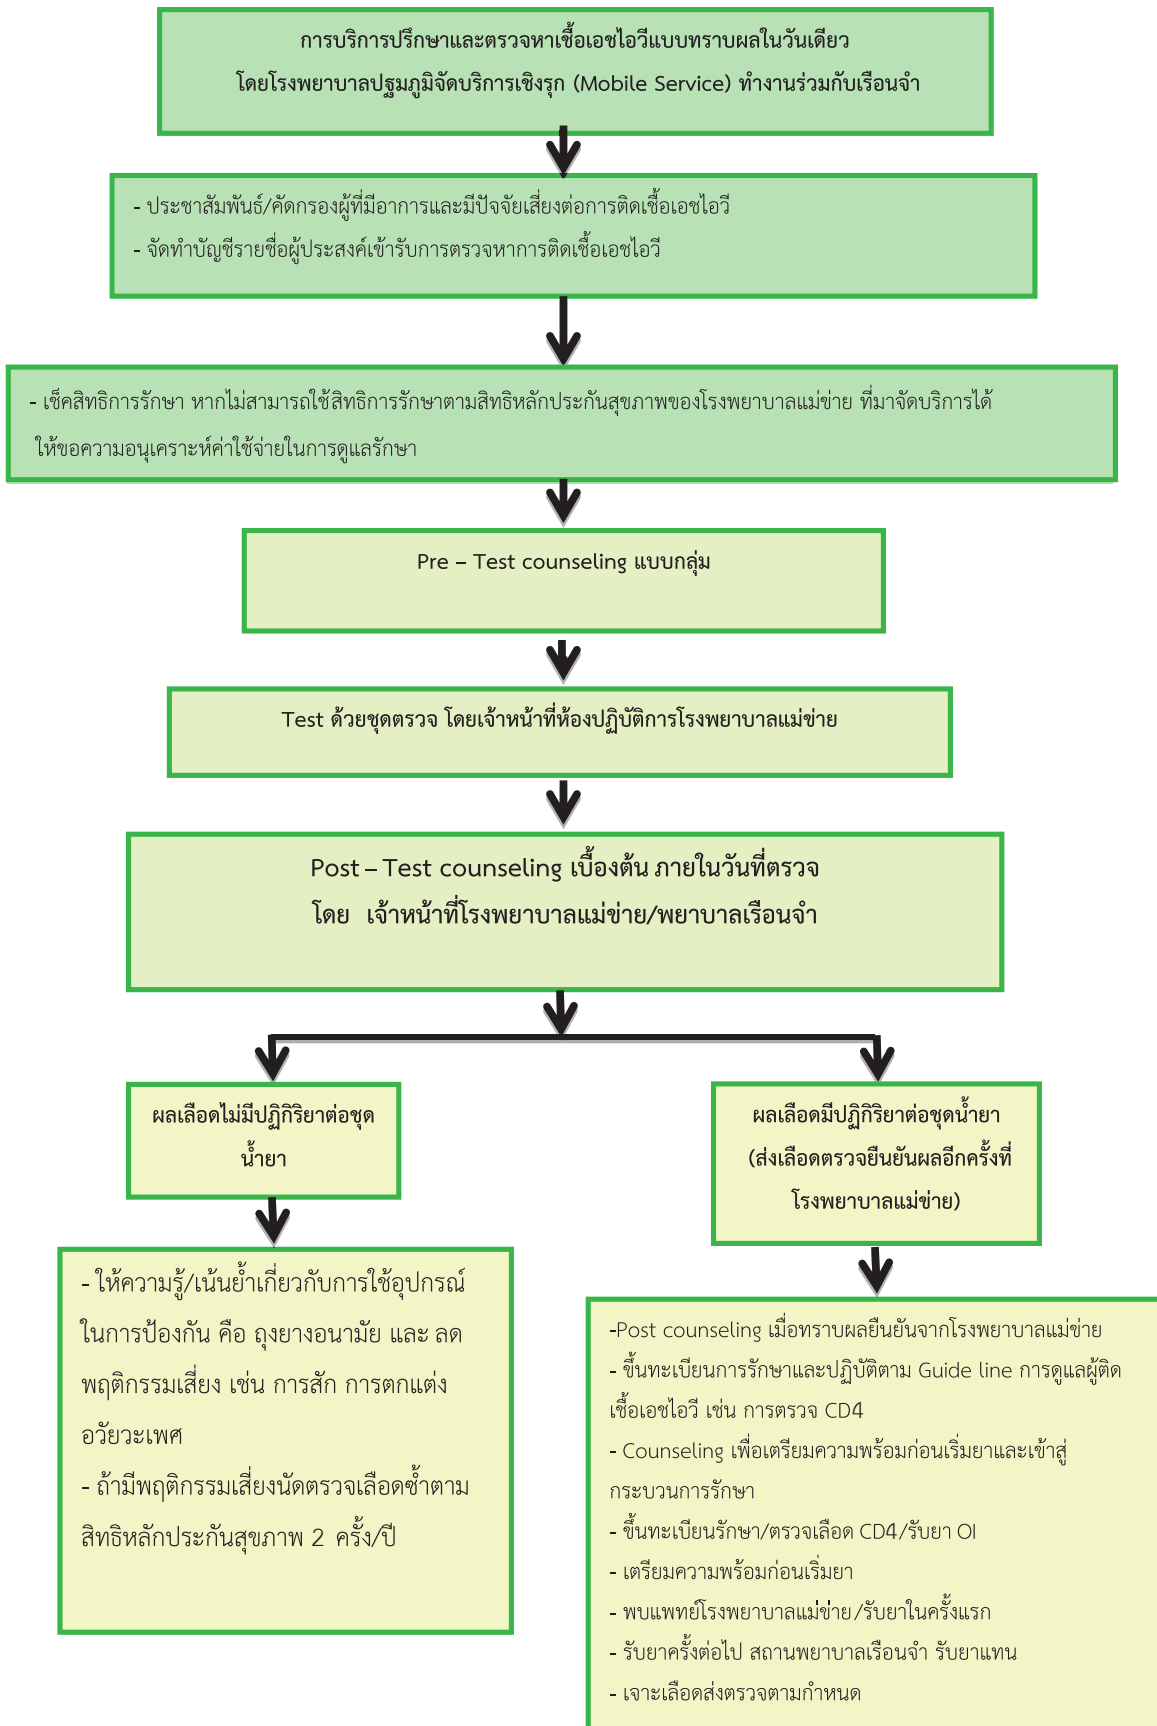 การบริการปรึกษาและตรวจหาเชื้อเอชไอวีแบบทราบผลในวันเดียว
โดยโรงพยาบาลปฐมภูมิจัดบริการเชิงรุก (Mobile Service) ทำงานร่วมกับเรือนจำ
- ประชาสัมพันธ์/คัดกรองผู้ที่มีอาการและมีปัจจัยเสี่ยงต่อการติดเชื้อเอชไอวี
- จัดทำบัญชีรายชื่อผู้ประสงค์เข้ารับการตรวจหาการติดเชื้อเอชไอวี
- เช็คสิทธิการรักษา หากไม่สามารถใช้สิทธิการรักษาตามสิทธิหลักประกันสุขภาพของโรงพยาบาลแม่ข่าย ที่มาจัดบริการได้
ให้ขอความอนุเคราะห์ค่าใช้จ่ายในการดูแลรักษา
Pre – Test counseling แบบกลุ่ม
Test ด้วยชุดตรวจ โดยเจ้าหน้าที่ห้องปฏิบัติการโรงพยาบาลแม่ข่าย
Post – Test counseling เบื้องต้น ภายในวันที่ตรวจ
โดย เจ้าหน้าที่โรงพยาบาลแม่ข่าย/พยาบาลเรือนจำ
ผลเลือดไม่มีปฏิกิริยาต่อชุด
น้ำยา
- ให้ความรู้/เน้นย้ำเกี่ยวกับการใช้อุปกรณ์
ในการป้องกัน คือ ถุงยางอนามัย และ ลด
พฤติกรรมเสี่ยง เช่น การสัก การตกแต่ง
อวัยวะเพศ
- ถ้ามีพฤติกรรมเสี่ยงนัดตรวจเลือดซ้ำตาม
สิทธิหลักประกันสุขภาพ 2 ครั้ง/ปี
ผลเลือดมีปฏิกิริยาต่อชุดน้ำยา
(ส่งเลือดตรวจยืนยันผลอีกครั้งที่
โรงพยาบาลแม่ข่าย)
-Post counseling เมื่อทราบผลยืนยันจากโรงพยาบาลแม่ข่าย
- ขึ้นทะเบียนการรักษาและปฏิบัติตาม Guide line การดูแลผู้ติด
เชื้อเอชไอวี เช่น การตรวจ CD4
- Counseling เพื่อเตรียมความพร้อมก่อนเริ่มยาและเข้าสู่
กระบวนการรักษา
- ขึ้นทะเบียนรักษา/ตรวจเลือด CD4/รับยา OI
- เตรียมความพร้อมก่อนเริ่มยา
- พบแพทย์โรงพยาบาลแม่ข่าย/รับยาในครั้งแรก
- รับยาครั้งต่อไป สถานพยาบาลเรือนจำ รับยาแทน
- เจาะเลือดส่งตรวจตามกำหนด